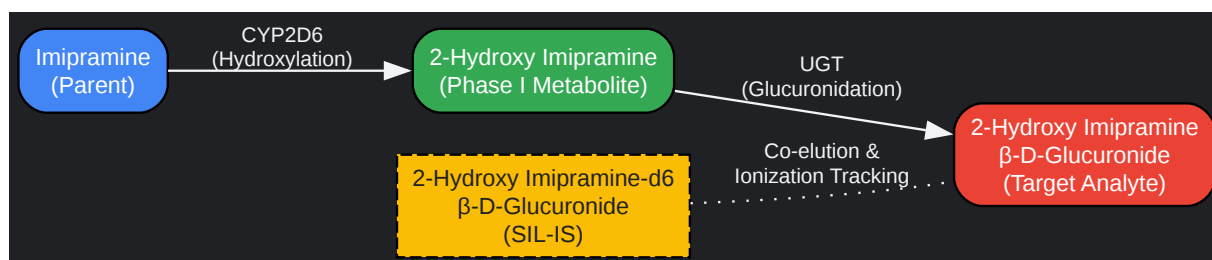 Imipramine
(Parent)
CYP2D6
(Hydroxylation)
2-Hydroxy Imipramine
(Phase I Metabolite)
UGT
(Glucuronidation)
2-Hydroxy Imipramine
β-D-Glucuronide
(Target Analyte)
Co-elution &
Ionization Tracking
2-Hydroxy Imipramine-d6
β-D-Glucuronide
(SIL-IS)